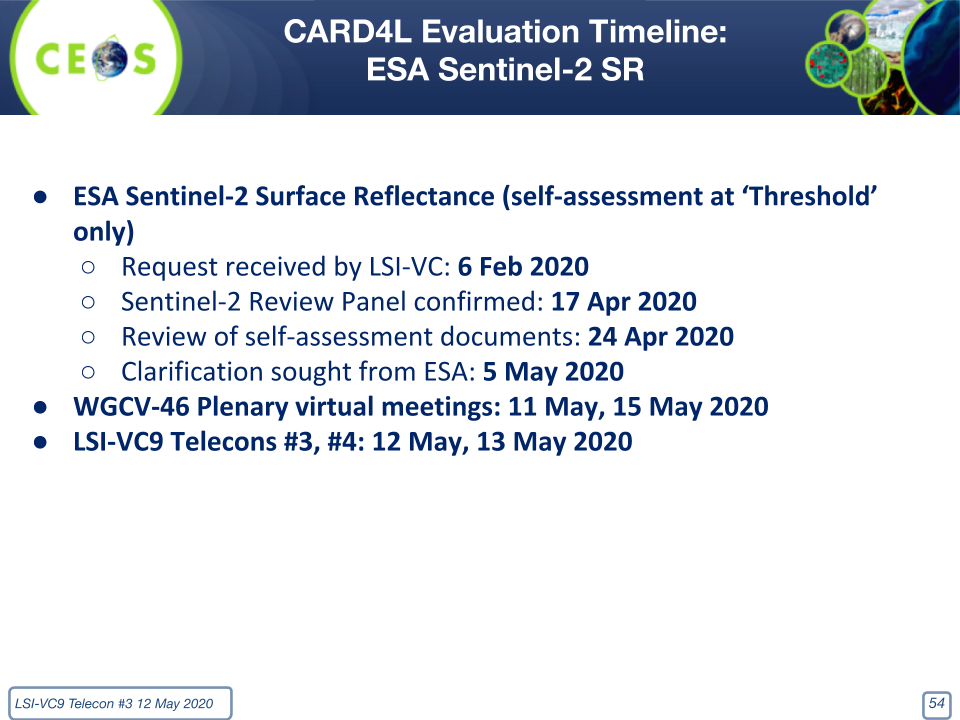 CEOS
CARD4L Evaluation Timeline:
ESA Sentinel-2 SR
● ESA Sentinel-2 Surface Reflectance (self-assessment at ‘Threshold’
only)
○ Request received by LSI-VC: 6 Feb 2020
○ Sentinel-2 Review Panel confirmed: 17 Apr 2020
○ Review of self-assessment documents: 24 Apr 2020
○ Clarification sought from ESA: 5 May 2020
● WGCV-46 Plenary virtual meetings: 11 May, 15 May 2020
● LSI-VC9 Telecons #3, #4: 12 May, 13 May 2020
LSI-VC9 Telecon #3 12 May 2020
54